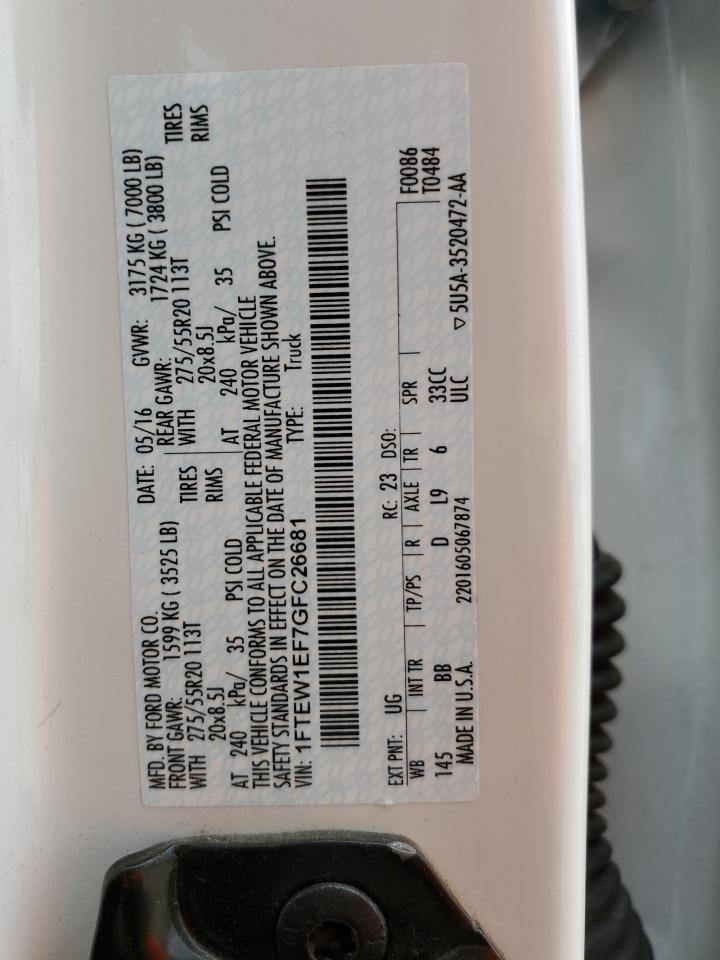 MFD. BY FORD MOTOR CO. DATE: 05/16 GVWR: 3175 KG ( 7000 LB)
FRONT GAWR: 1599 KG ( 3525 LB) REAR GAWR: 1724 KG ( 3800 LB)
WITH 275/55R20 113T TIRES WITH 275/55R20 113T TIRES
20x8.5J RIMS 20x8.5J RIMS
AT 240 kPa/ 35 PSI COLD AT 240 kPa/ 35 PSI COLD
THIS VEHICLE CONFORMS TO ALL APPLICABLE FEDERAL MOTOR VEHICLE
SAFETY STANDARDS IN EFFECT ON THE DATE OF MANUFACTURE SHOWN ABOVE.
VIN: 1FTEW1EF7GFC26681 TYPE: Truck
EXT PNT: UG RC: 23 DSO: F0086
WB INT TR TP/PS R AXLE TR SPR T0484
145 BB D L9 6 33CC
MADE IN U.S.A. 2201605067874 ULC
▽5U5A-3520472-AA